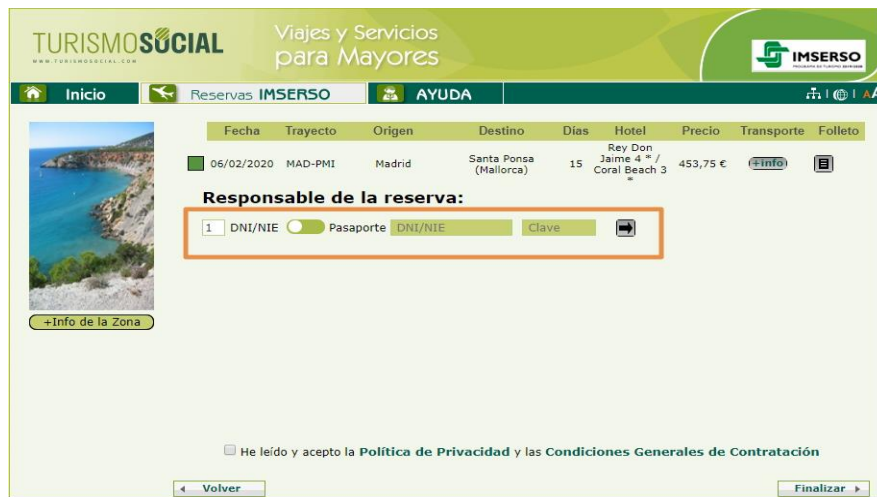 TURISMOSOCIAL
WWW.TURISMOSOCIAL.COM
Viajes y Servicios
para Mayores
IMSERSO
Inicio
Reservas IMSERSO
AYUDA
Fecha Trayecto Origen Destino Dias Hotel Precio Transporte Folleto
06/02/2020 MAD-PMI Madrid Santa Ponsa (Mallorca) 15 Rey Don Jaime 4 * / Coral Beach 3 * 453,75 € +info
Responsable de la reserva:
1 DNI/NIE Pasaporte DNI/NIE Clave
+Info de la Zona
He leído y acepto la Política de Privacidad y las Condiciones Generales de Contratación
Volver
Finalizar